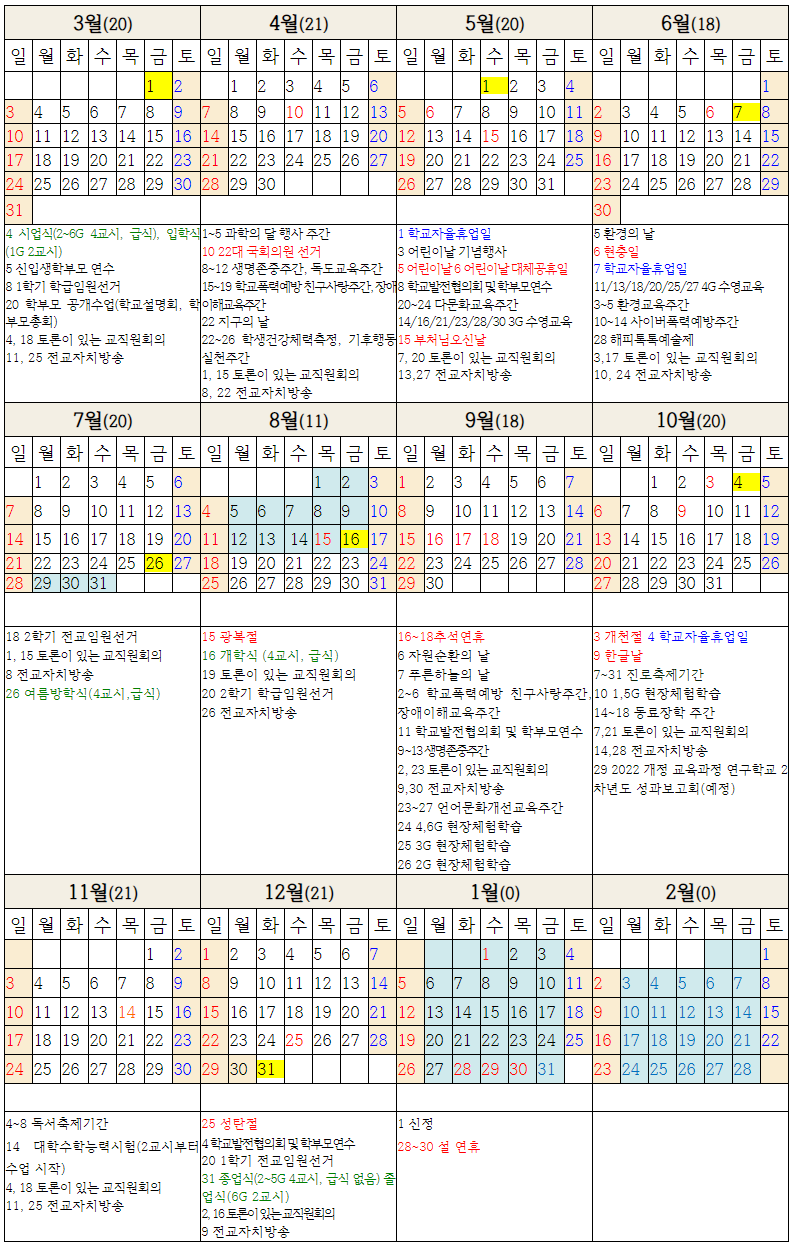 3월(20) 4월(21) 5월(20) 6월(18)
일 월 화 수 목 금 토 일 월 화 수 목 금 토 일 월 화 수 목 금 토 일 월 화 수 목 금 토
1 2 1 2 3 4 5 6 1 2 3 4 1
3 4 5 6 7 8 9 7 8 9 10 11 12 13 5 6 7 8 9 10 11 2 3 4 5 6 7 8
10 11 12 13 14 15 16 14 15 16 17 18 19 20 12 13 14 15 16 17 18 9 10 11 12 13 14 15
17 18 19 20 21 22 23 21 22 23 24 25 26 27 19 20 21 22 23 24 25 16 17 18 19 20 21 22
24 25 26 27 28 29 30 28 29 30 26 27 28 29 30 31 23 24 25 26 27 28 29
31 30
4 시업식(2~6G 4교시, 급식), 입학식
(1G 2교시)
5 신입생학부모 연수
8 1학기 학급임원선거
20 학부모 공개수업(학교설명회, 학
부모총회)
4, 18 토론이 있는 교직원회의
11, 25 전교자치방송
1~5 과학의 달 행사 주간
10 22대 국회의원 선거
8~12 생명존중주간, 독도교육주간
15~19 학교폭력예방 친구사랑주간, 장애
이해교육주간
22 지구의 날
22~26 학생건강체력측정, 기후행동
실천주간
1, 15 토론이 있는 교직원회의
8, 22 전교자치방송
1 학교자율휴업일
3 어린이날 기념행사
5 어린이날 6 어린이날 대체공휴일
8 학교발전협의회 및 학부모연수
20~24 다문화교육주간
14/16/21/23/28/30 3G 수영교육
15 부처님오신날
7, 20 토론이 있는 교직원회의
13,27 전교자치방송
5 환경의 날
6 현충일
7 학교자율휴업일
11/13/18/20/25/27 4G 수영교육
3~5 환경교육주간
10~14 사이버폭력예방주간
28 해피톡톡예술제
3,17 토론이 있는 교직원회의
10, 24 전교자치방송
7월(20) 8월(11) 9월(18) 10월(20)
일 월 화 수 목 금 토 일 월 화 수 목 금 토 일 월 화 수 목 금 토 일 월 화 수 목 금 토
1 2 3 4 5 6 1 2 3 1 2 3 4 5 6 7 1 2 3 4 5
7 8 9 10 11 12 13 4 5 6 7 8 9 10 8 9 10 11 12 13 14 6 7 8 9 10 11 12
14 15 16 17 18 19 20 11 12 13 14 15 16 17 15 16 17 18 19 20 21 13 14 15 16 17 18 19
21 22 23 24 25 26 27 18 19 20 21 22 23 24 22 23 24 25 26 27 28 20 21 22 23 24 25 26
28 29 30 31 25 26 27 28 29 30 31 29 30 27 28 29 30 31
18 2학기 전교임원선거
1, 15 토론이 있는 교직원회의
8 전교자치방송
26 여름방학식(4교시,급식)
15 광복절
16 개학식 (4교시, 급식)
19 토론이 있는 교직원회의
20 2학기 학급임원선거
26 전교자치방송
16~18추석연휴
6 자원순환의 날
7 푸른하늘의 날
2~6 학교폭력예방 친구사랑주간,
장애이해교육주간
11 학교발전협의회 및 학부모연수
9~13생명존중주간
2, 23 토론이 있는 교직원회의
9,30 전교자치방송
23~27 언어문화개선교육주간
24 4,6G 현장체험학습
25 3G 현장체험학습
26 2G 현장체험학습
3 개천절 4 학교자율휴업일
9 한글날
7~31 진로축제기간
10 1,5G 현장체험학습
14~18 동료장학 주간
7,21 토론이 있는 교직원회의
14,28 전교자치방송
29 2022 개정 교육과정 연구학교 2
차년도 성과보고회(예정)
11월(21) 12월(21) 1월(0) 2월(0)
일 월 화 수 목 금 토 일 월 화 수 목 금 토 일 월 화 수 목 금 토 일 월 화 수 목 금 토
1 2 1 2 3 4 5 6 7 1 2 3 4 1
3 4 5 6 7 8 9 8 9 10 11 12 13 14 5 6 7 8 9 10 11 2 3 4 5 6 7 8
10 11 12 13 14 15 16 15 16 17 18 19 20 21 12 13 14 15 16 17 18 9 10 11 12 13 14 15
17 18 19 20 21 22 23 22 23 24 25 26 27 28 19 20 21 22 23 24 25 16 17 18 19 20 21 22
24 25 26 27 28 29 30 29 30 31 26 27 28 29 30 31 23 24 25 26 27 28
4~8 독서축제기간
14 대학수학능력시험(2교시부터
수업 시작)
4, 18 토론이 있는 교직원회의
11, 25 전교자치방송
25 성탄절
4 학교발전협의회 및 학부모연수
20 1학기 전교임원선거
31 종업식(2~5G 4교시, 급식 없음) 졸
업식(6G 2교시)
2, 16 토론이 있는 교직원회의
9 전교자치방송
1 신정
28~30 설 연휴